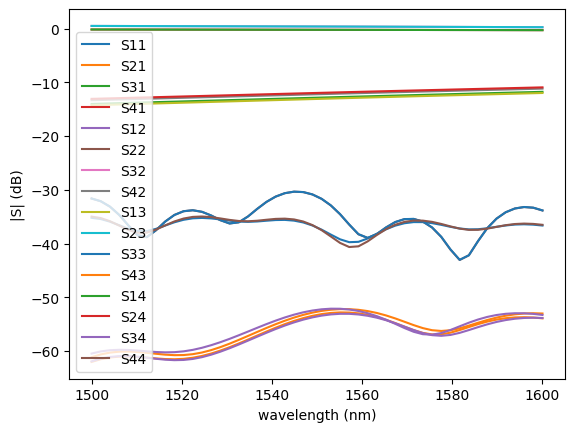 0
−10
−20
−30
−40
−50
−60
|S| (dB)
S11
S21
S31
S41
S12
S22
S32
S42
S13
S23
S33
S43
S14
S24
S34
S44
1500
1520
1540
1560
1580
1600
wavelength (nm)